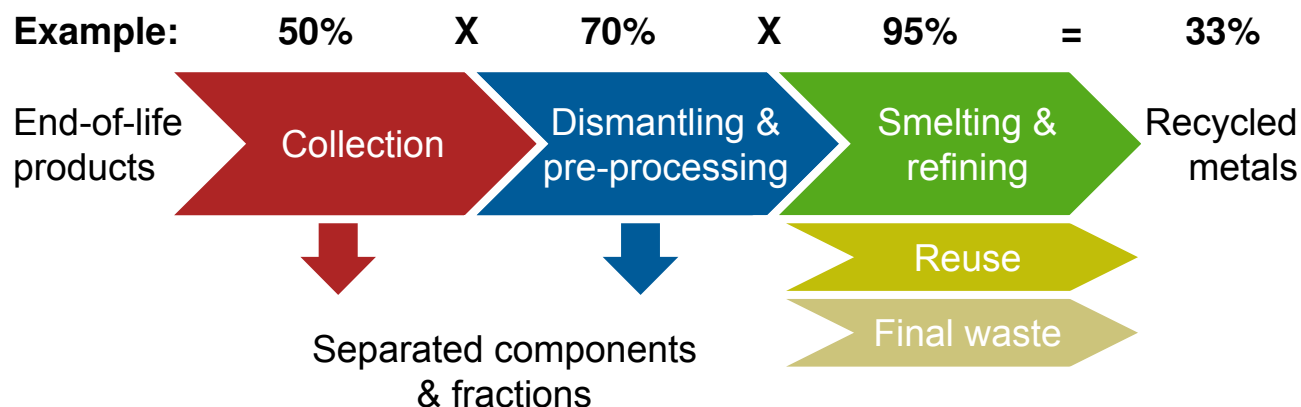 Example: 50% X 70% X 95% = 33%
End-of-life
products
Collection
Dismantling &
pre-processing
Smelting &
refining
Recycled
metals
Reuse
Final waste
Separated components
& fractions